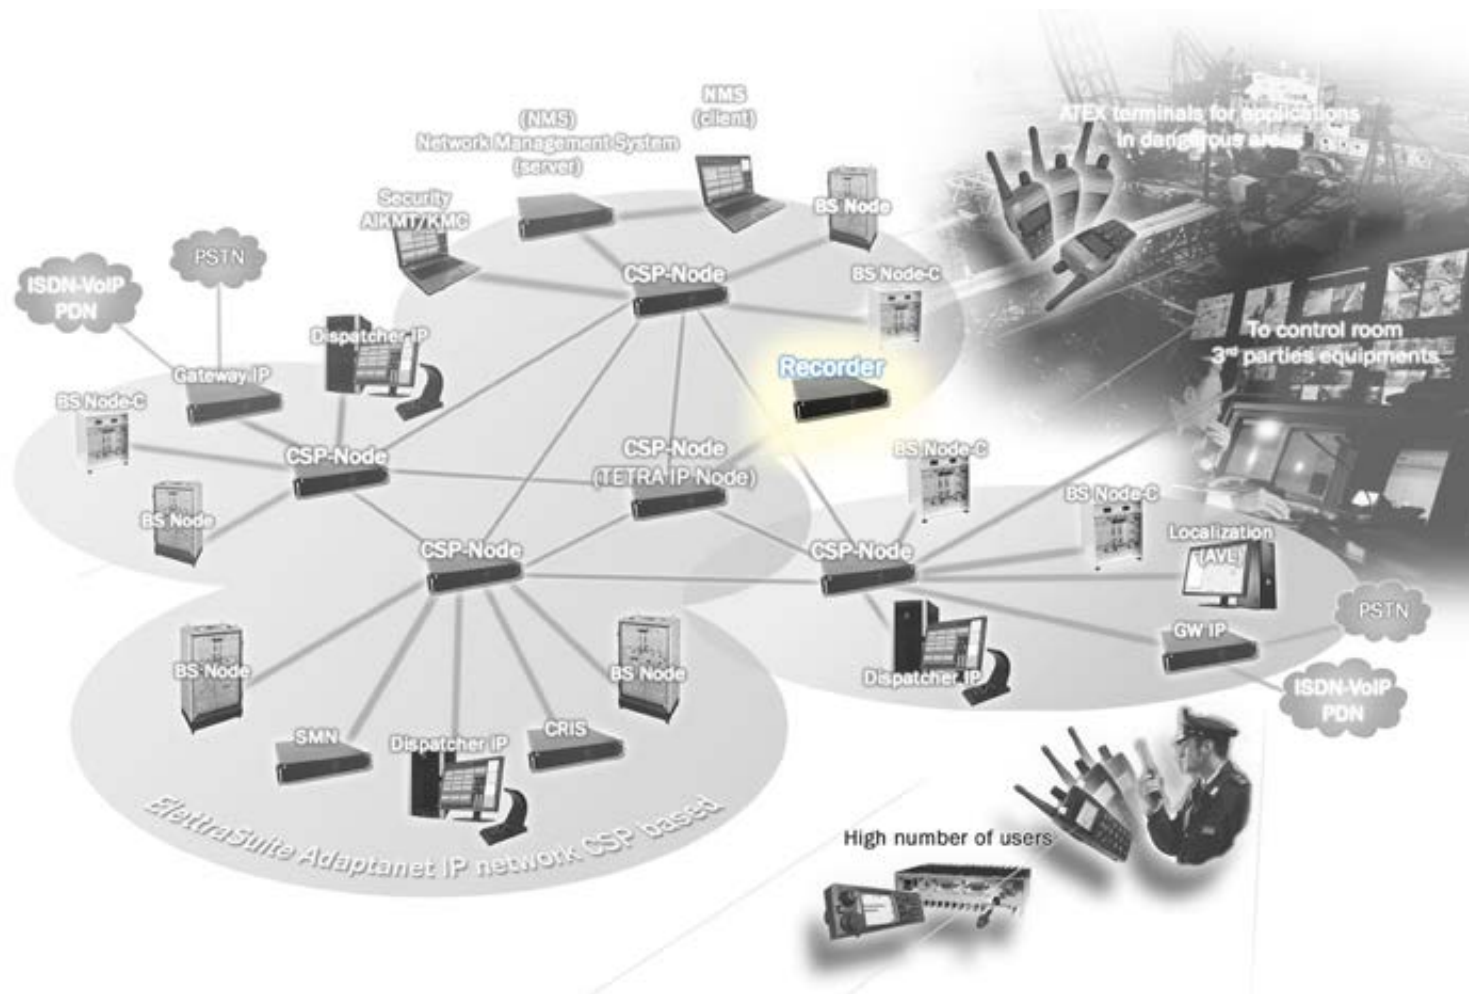 NMS
(client)
(NMS)
Network Management System
(server)
Security
AIKMT/KMC
BS Node
ATEX terminals for applications
in dangerous areas
PSTN
ISDN-VoIP
PDN
CSP-Node
BS Node-C
Dispatcher IP
To control room
3rd parties equipments
Gateway IP
Recorder
BS Node-C
CSP-Node
CSP-Node
(TETRA IP Node)
BS Node-C
BS Node
BS Node-C
CSP-Node
CSP-Node
Localization
(AVL)
PSTN
GW IP
BS Node
BS Node
Dispatcher IP
ISDN-VoIP
PDN
SMN
Dispatcher IP
CRIS
ElettraSuite Adaptanet IP network CSP based
High number of users